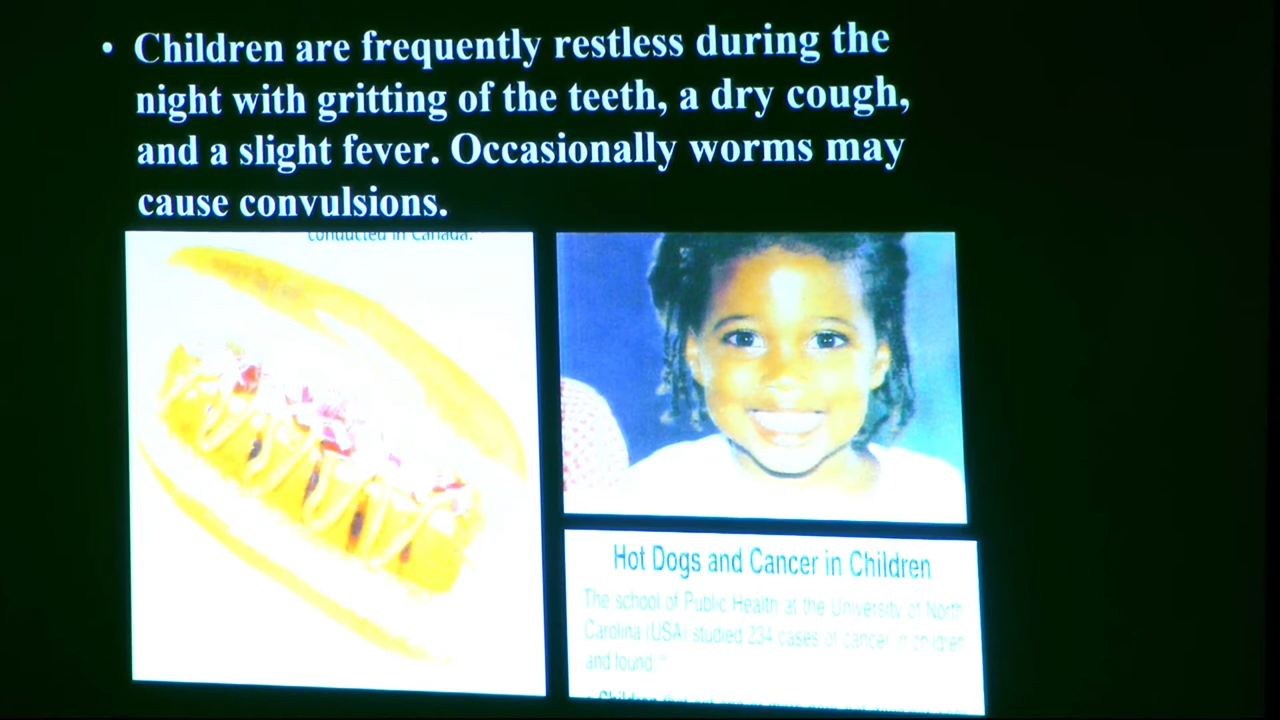 • Children are frequently restless during the
night with gritting of the teeth, a dry cough,
and a slight fever. Occasionally worms may
cause convulsions.
conducted in Canada.
Hot Dogs and Cancer in Children
The school of Public Health at the University of North
Carolina (USA) studied 234 cases of cancer in children
and found:
• Children that